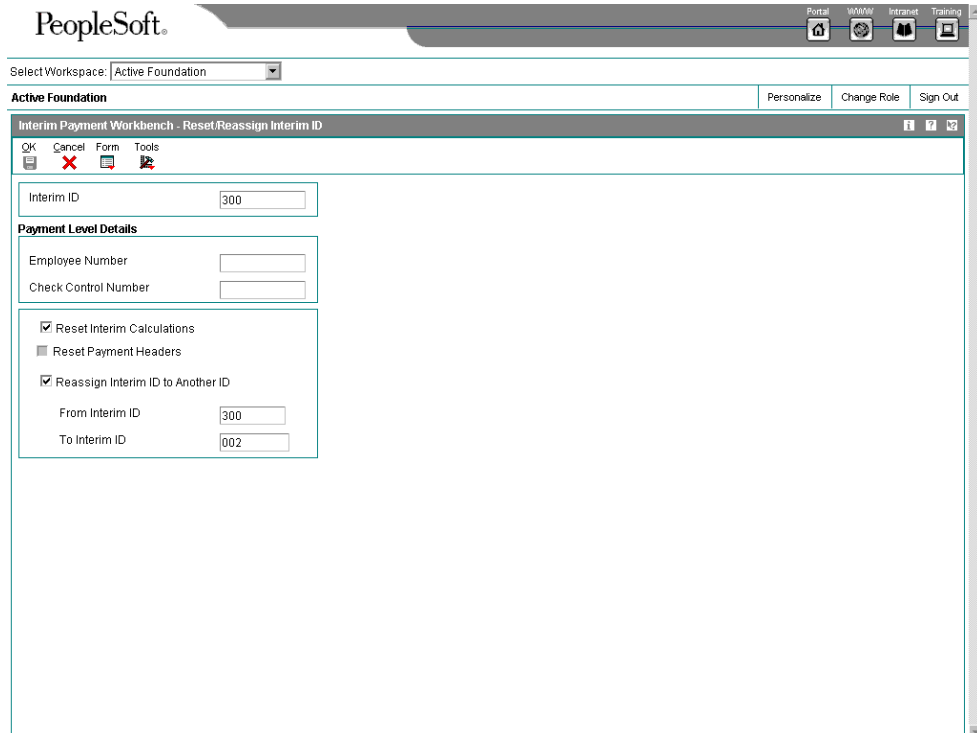 PeopleSoft®
Portal WWW Intranet Training
Select Workspace: Active Foundation
Active Foundation Personalize Change Role Sign Out
Interim Payment Workbench - Reset/Reassign Interim ID
OK Cancel Form Tools
Interim ID 300
Payment Level Details
Employee Number
Check Control Number
Reset Interim Calculations
Reset Payment Headers
Reassign Interim ID to Another ID
From Interim ID 300
To Interim ID 002